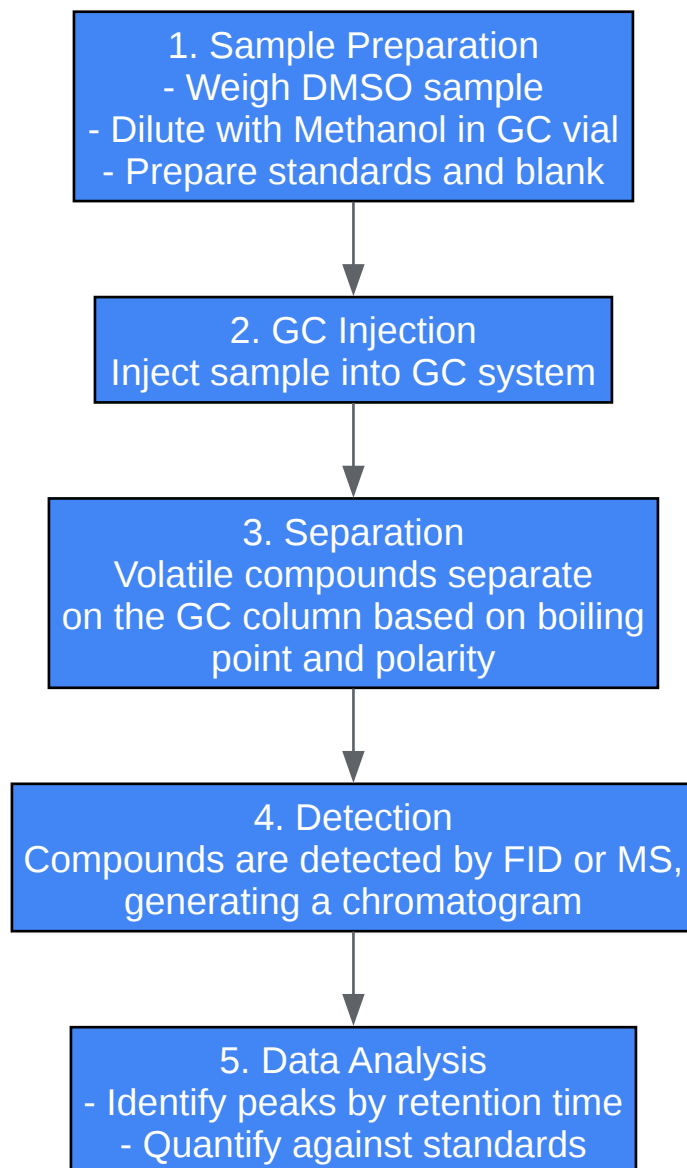 1. Sample Preparation
- Weigh DMSO sample
- Dilute with Methanol in GC vial
- Prepare standards and blank
2. GC Injection
Inject sample into GC system
3. Separation
Volatile compounds separate
on the GC column based on boiling
point and polarity
4. Detection
Compounds are detected by FID or MS,
generating a chromatogram
5. Data Analysis
- Identify peaks by retention time
- Quantify against standards